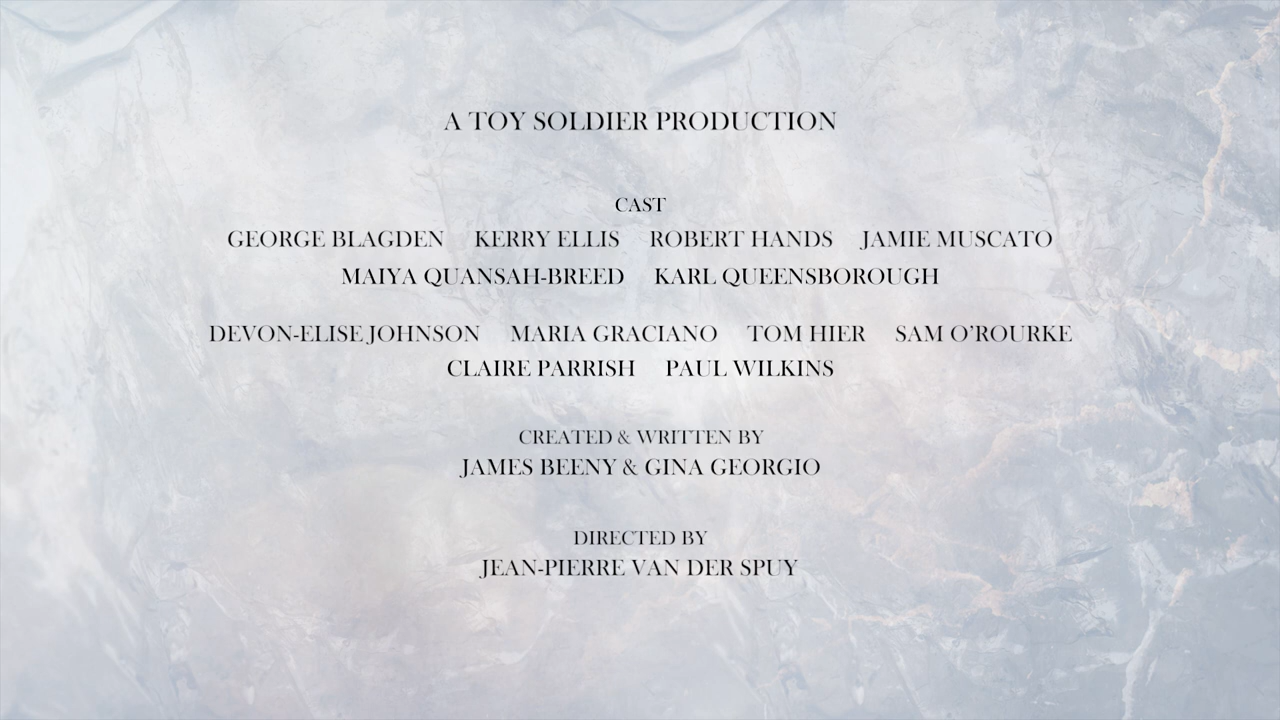 A TOY SOLDIER PRODUCTION
CAST
GEORGE BLAGDEN KERRY ELLIS ROBERT HANDS JAMIE MUSCATO
MAIYA QUANSAH-BREED KARL QUEENSBOROUGH
DEVON-ELISE JOHNSON MARIA GRACIANO TOM HIER SAM O'ROURKE
CLAIRE PARRISH PAUL WILKINS
CREATED & WRITTEN BY
JAMES BEENY & GINA GEORGIO
DIRECTED BY
JEAN-PIERRE VAN DER SPUY